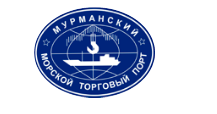 МУРМАНСКИЙ
МОРСКОЙ ТОРГОВЫЙ ПОРТ